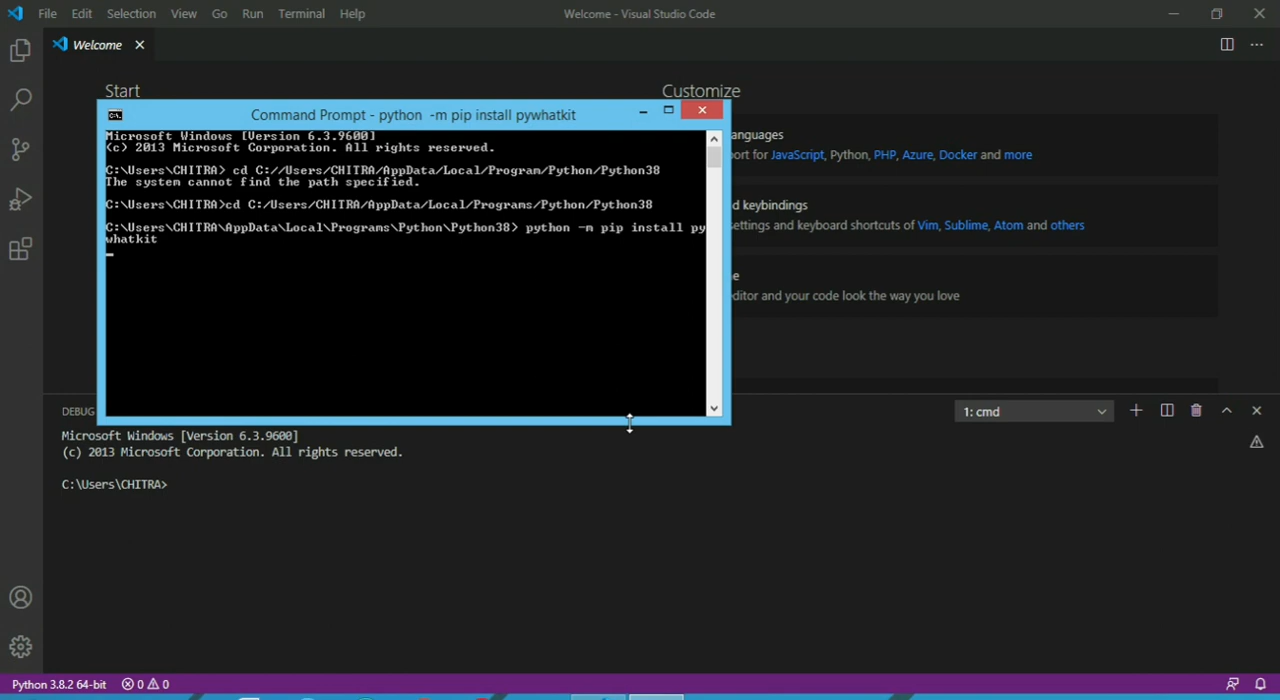 File Edit Selection View Go Run Terminal Help
Welcome - Visual Studio Code
Welcome
Start
Customize
Command Prompt - python  -m pip install pywhatkit
Microsoft Windows [Version 6.3.9600]
(c) 2013 Microsoft Corporation. All rights reserved.
C:\Users\CHITRA> cd C://Users/CHITRA/AppData/Local/Program/Python/Python38
The system cannot find the path specified.
C:\Users\CHITRA>cd C:/Users/CHITRA/AppData/Local/Programs/Python/Python38
C:\Users\CHITRA\AppData\Local\Programs\Python\Python38> python -m pip install py
whatkit
anguages
ort for JavaScript, Python, PHP, Azure, Docker and more
d keybindings
ettings and keyboard shortcuts of Vim, Sublime, Atom and others
e
editor and your code look the way you love
DEBUG
1: cmd
Microsoft Windows [Version 6.3.9600]
(c) 2013 Microsoft Corporation. All rights reserved.
C:\Users\CHITRA>
Python 3.8.2 64-bit
0
0